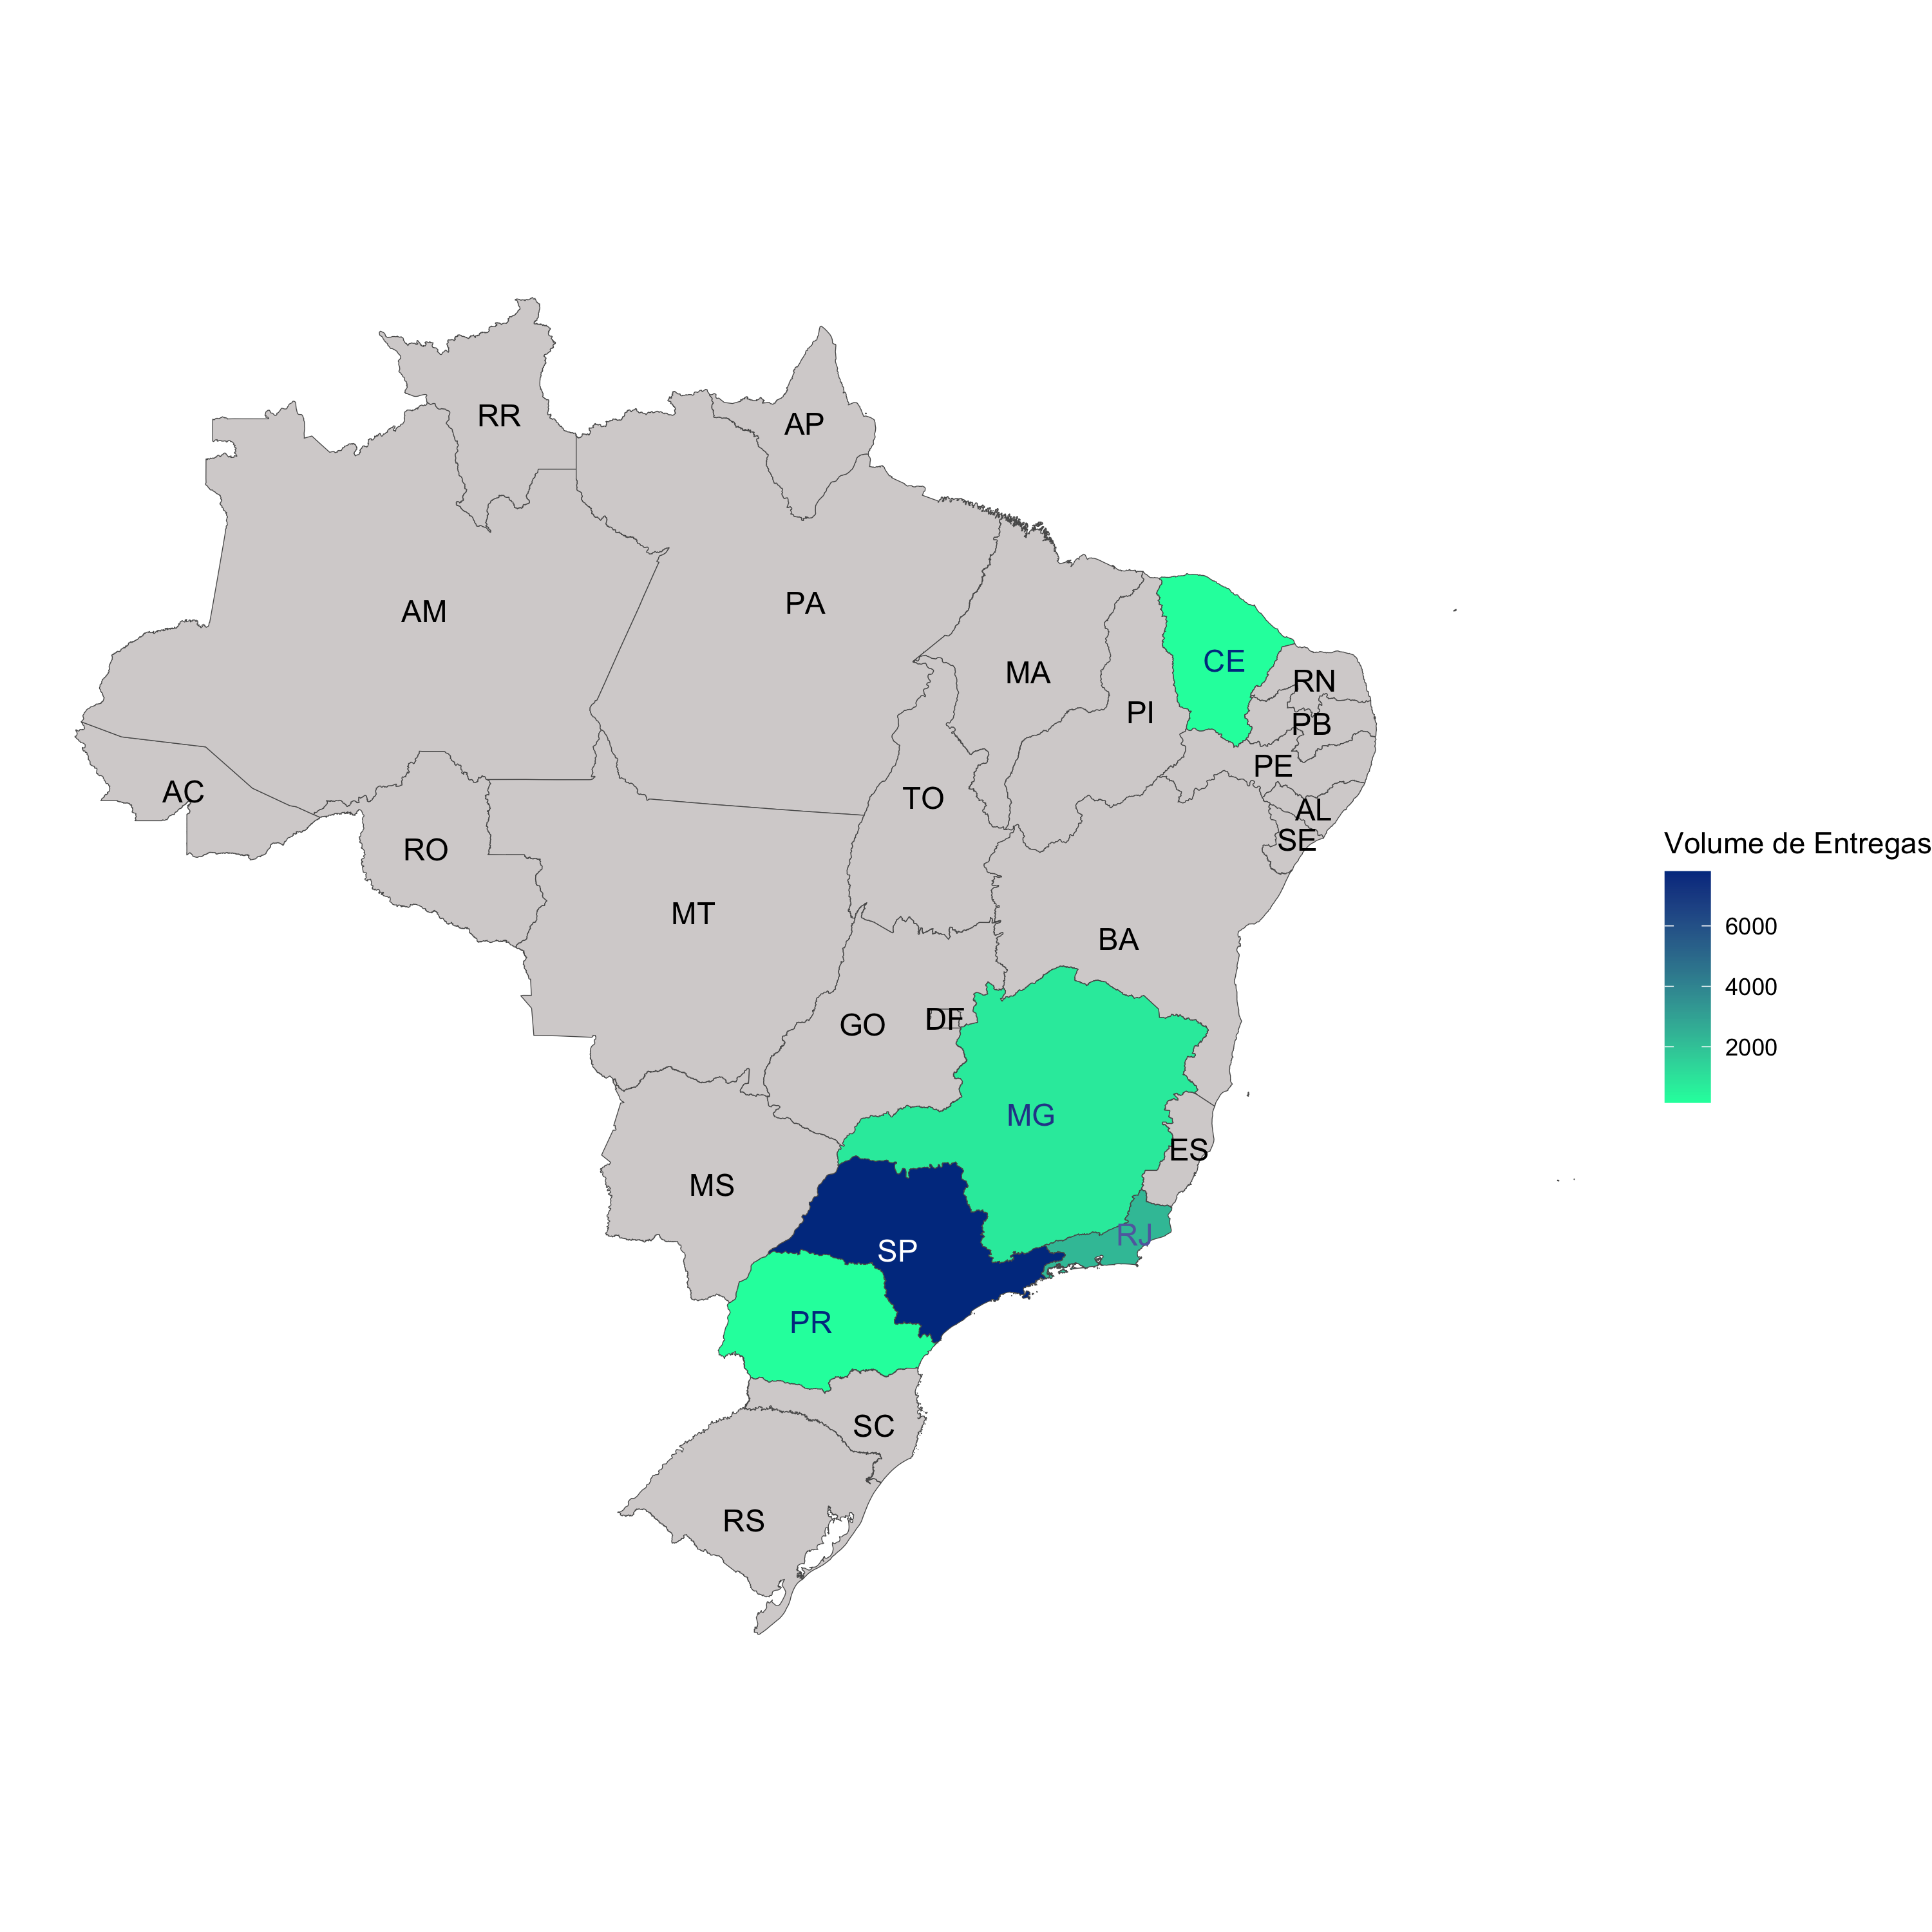 RR
AP
AM
PA
MA
CE
RN
PI
PB
PE
AC
TO
AL
SE
RO
MT
BA
GO
DF
MG
ES
MS
RJ
SP
PR
SC
RS
Volume de Entregas
6000
4000
2000